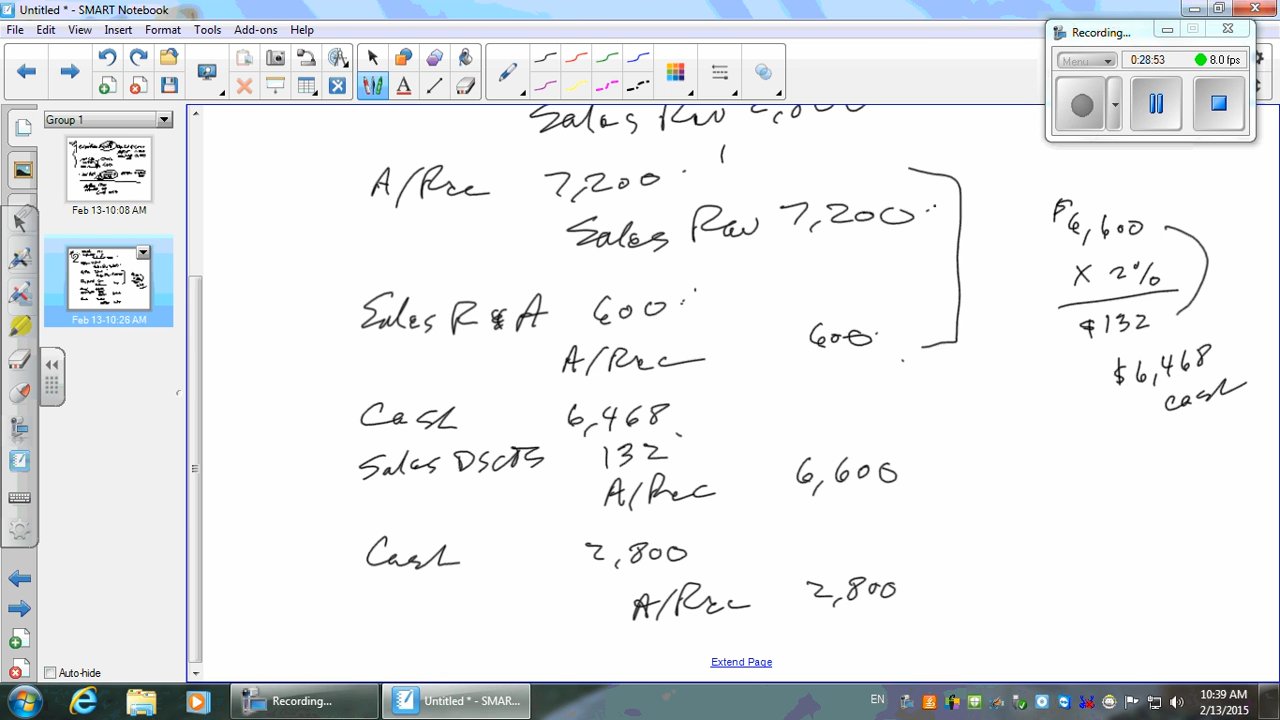 Untitled * - SMART Notebook
File Edit View Insert Format Tools Add-ons Help
Recording...
Menu
0:28:53
8.0 fps
Group 1
Feb 13-10:08 AM
Feb 13-10:26 AM
Auto-hide
Sales Rev
A/Rec 7,200
Sales Rev 7,200
Sales R & A 600
A/Rec 600
Cash 6,468
Sales DSCTS 132
A/Rec 6,600
Cash 2,800
A/Rec 2,800
$6,600
X 2%
$132
$6,468
cash
Extend Page
Recording...
Untitled * - SMAR...
EN
10:39 AM
2/13/2015